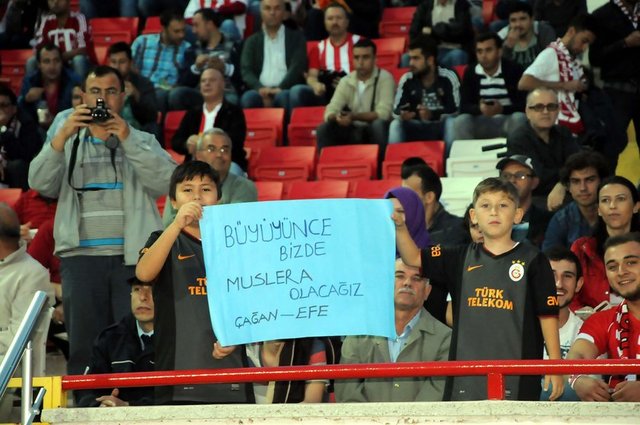 BÜYÜYÜNCE
BİZDE
MUSLERA
OLACAĞIZ
ÇAĞAN—EFE
TÜRK
TELEKOM
TÜRK
TELEKOM